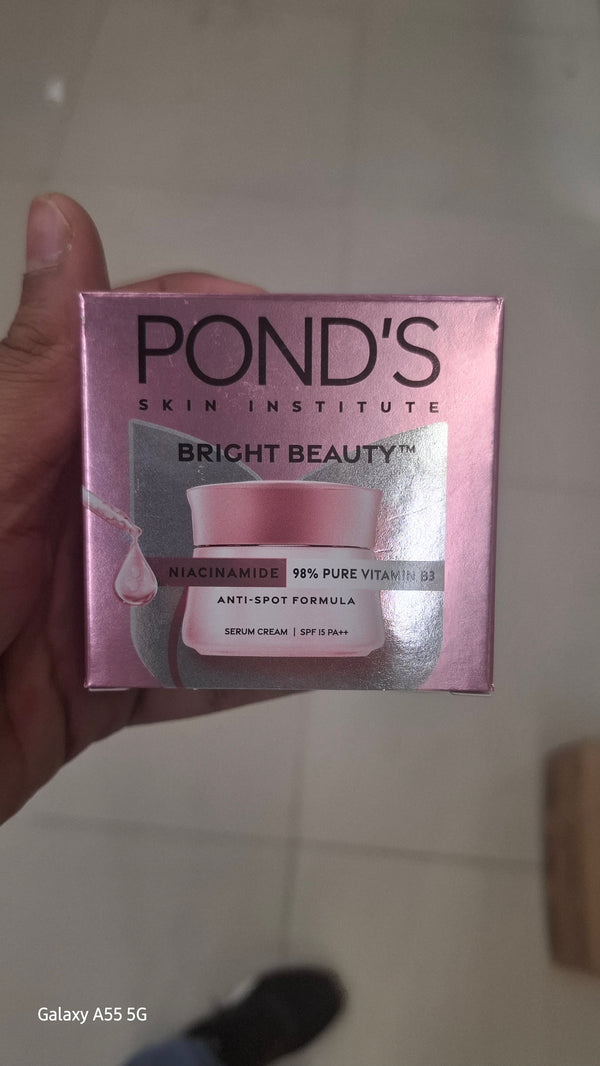 POND'S
SKIN INSTITUTE
BRIGHT BEAUTY™
NIACINAMIDE 98% PURE VITAMIN B3
ANTI-SPOT FORMULA
SERUM CREAM | SPF 15 PA++
Galaxy A55 5G